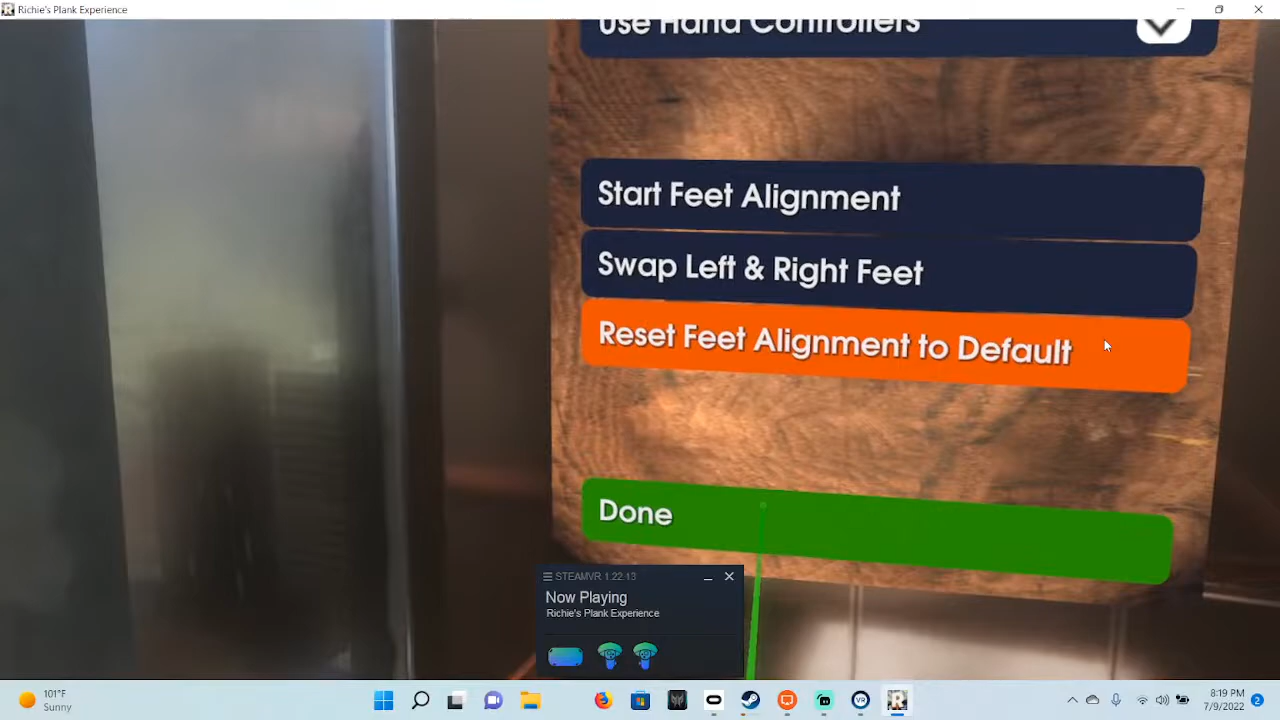 Richie's Plank Experience
Use Hand Controllers
Start Feet Alignment
Swap Left & Right Feet
Reset Feet Alignment to Default
Done
STEAMVR 1.22.13
Now Playing
Richie's Plank Experience
101°F
Sunny
8:19 PM
7/9/2022
2